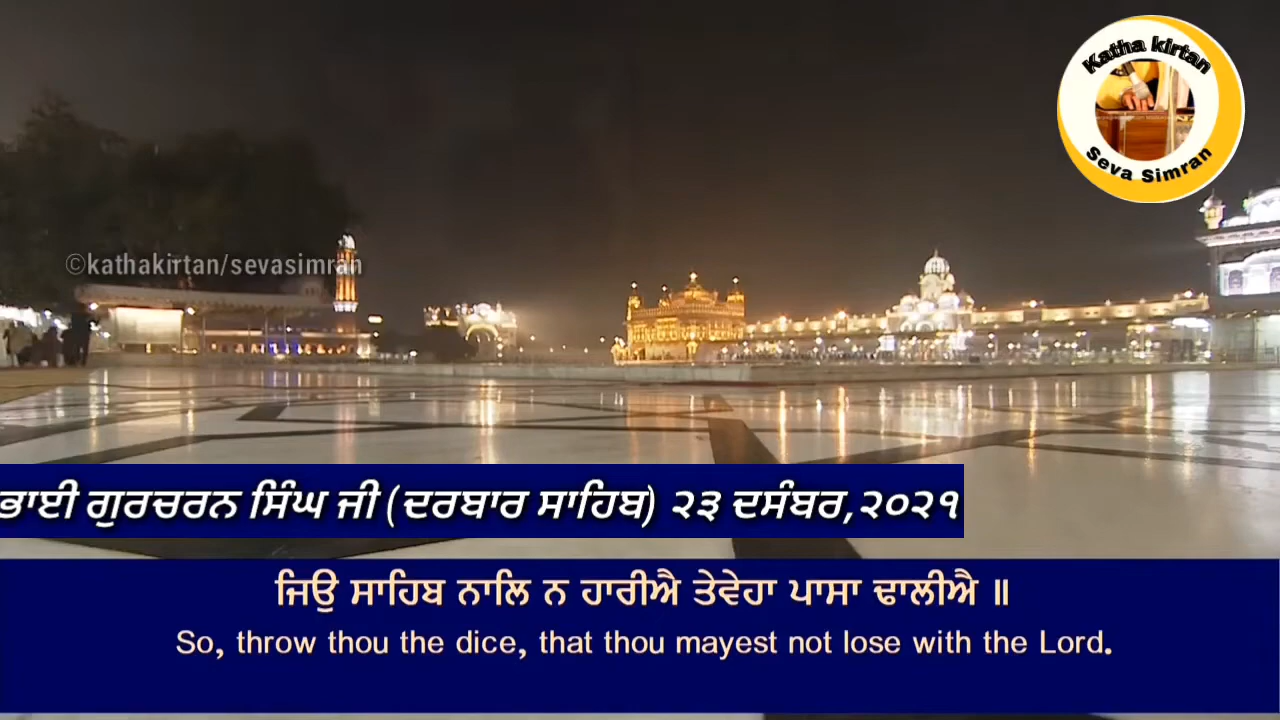 Katha kirtan
Seva Simran
©kathakirtan/sevasimran
ਭਾਈ ਗੁਰਚਰਨ ਸਿੰਘ ਜੀ (ਦਰਬਾਰ ਸਾਹਿਬ) ੨੩ ਦਸੰਬਰ,੨੦੨੧
ਜਿਉ ਸਾਹਿਬ ਨਾਲਿ ਨ ਹਾਰੀਐ ਤੇਵੇਹਾ ਪਾਸਾ ਢਾਲੀਐ ॥
So, throw thou the dice, that thou mayest not lose with the Lord.